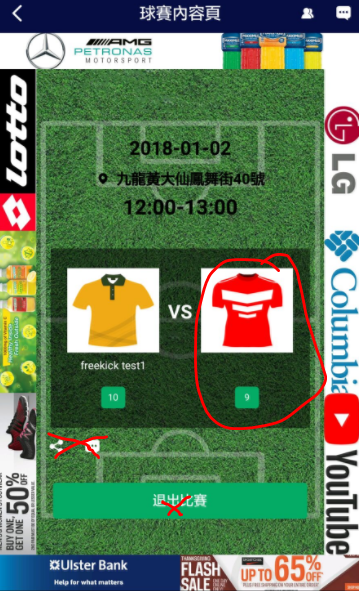 球賽內容頁
AMG
PETRONAS
MOTORSPORT
lotto
2018-01-02
九龍黃大仙鳳舞街40號
12:00-13:00
LG
VS
freekick test1
10
9
Columbia
退出比賽
YouTube
BUY ONE,
GET ONE
50%
OFF
Ulster Bank
Help for what matters
THANKSGIVING
FLASH
SALE
UP TO 65% OFF